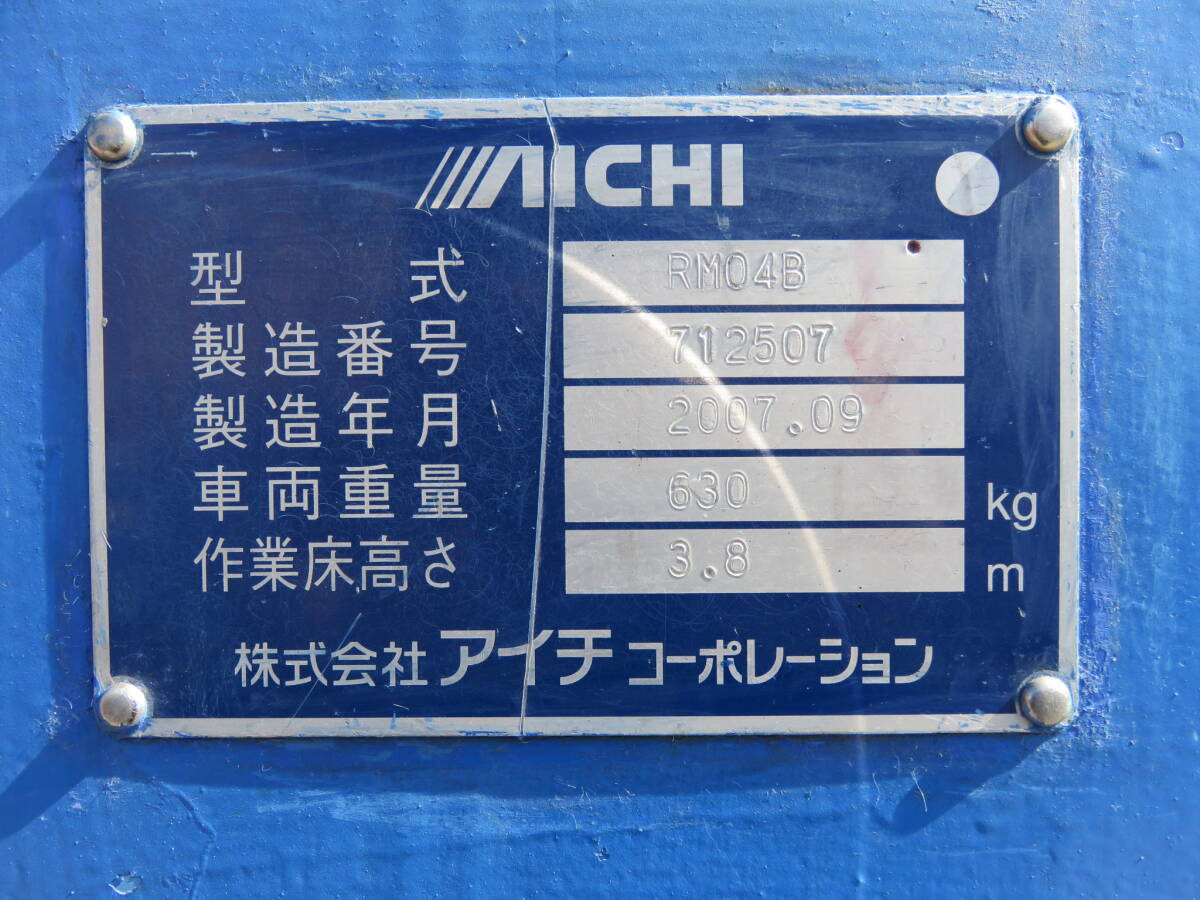 AICHI
型式 RM04B
製造番号 712507
製造年月 2007.09
車両重量 630 kg
作業床高さ 3.8 m
株式会社アイチコーポレーション